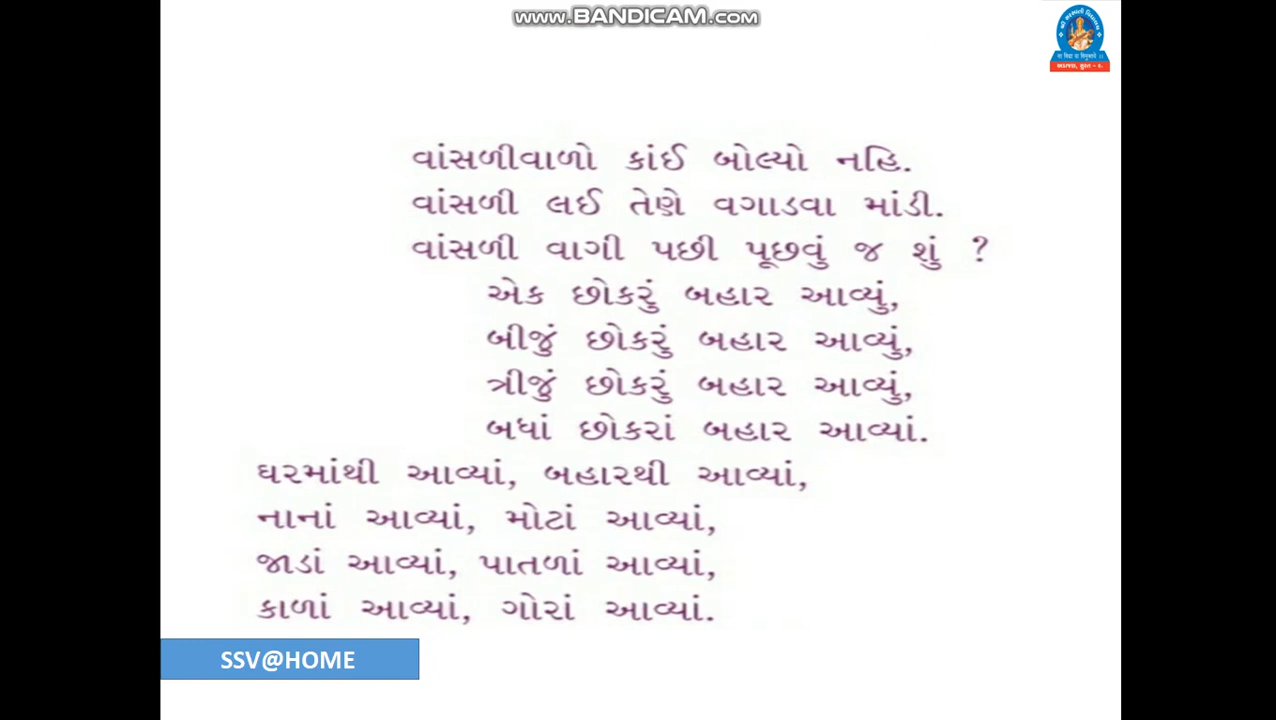 www.BANDICAM.com
વાંસળીવાળો કાંઈ બોલ્યો નહિ.
વાંસળી લઈ તેણે વગાડવા માંડી.
વાંસળી વાગી પછી પૂછવું જ શું ?
એક છોકરું બહાર આવ્યું,
બીજું છોકરું બહાર આવ્યું,
ત્રીજું છોકરું બહાર આવ્યું,
બધાં છોકરાં બહાર આવ્યાં.
ઘરમાંથી આવ્યાં, બહારથી આવ્યાં,
નાનાં આવ્યાં, મોટાં આવ્યાં,
જાડાં આવ્યાં, પાતળાં આવ્યાં,
કાળાં આવ્યાં, ગોરાં આવ્યાં.
SSV@HOME